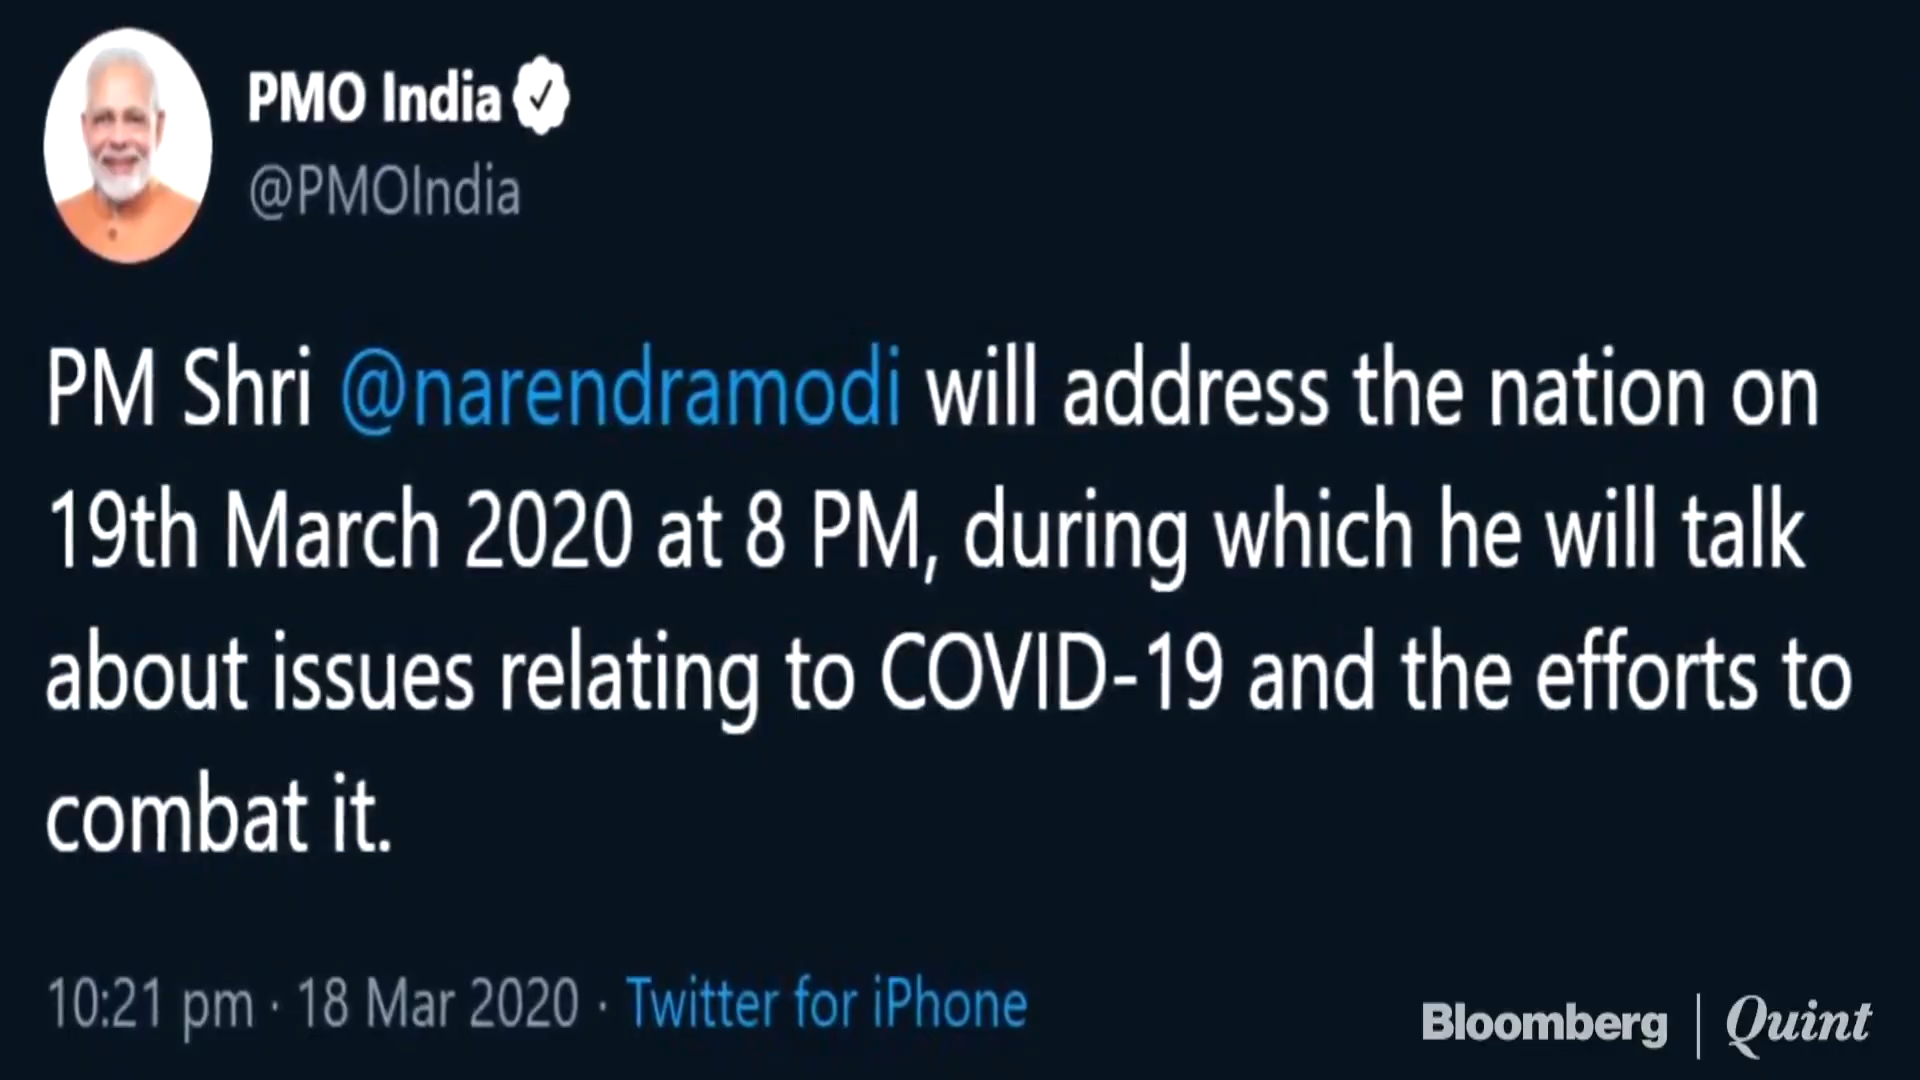 PMO India
@PMOIndia
PM Shri @narendramodi will address the nation on
19th March 2020 at 8 PM, during which he will talk
about issues relating to COVID-19 and the efforts to
combat it.
10:21 pm · 18 Mar 2020 · Twitter for iPhone
Bloomberg | Quint